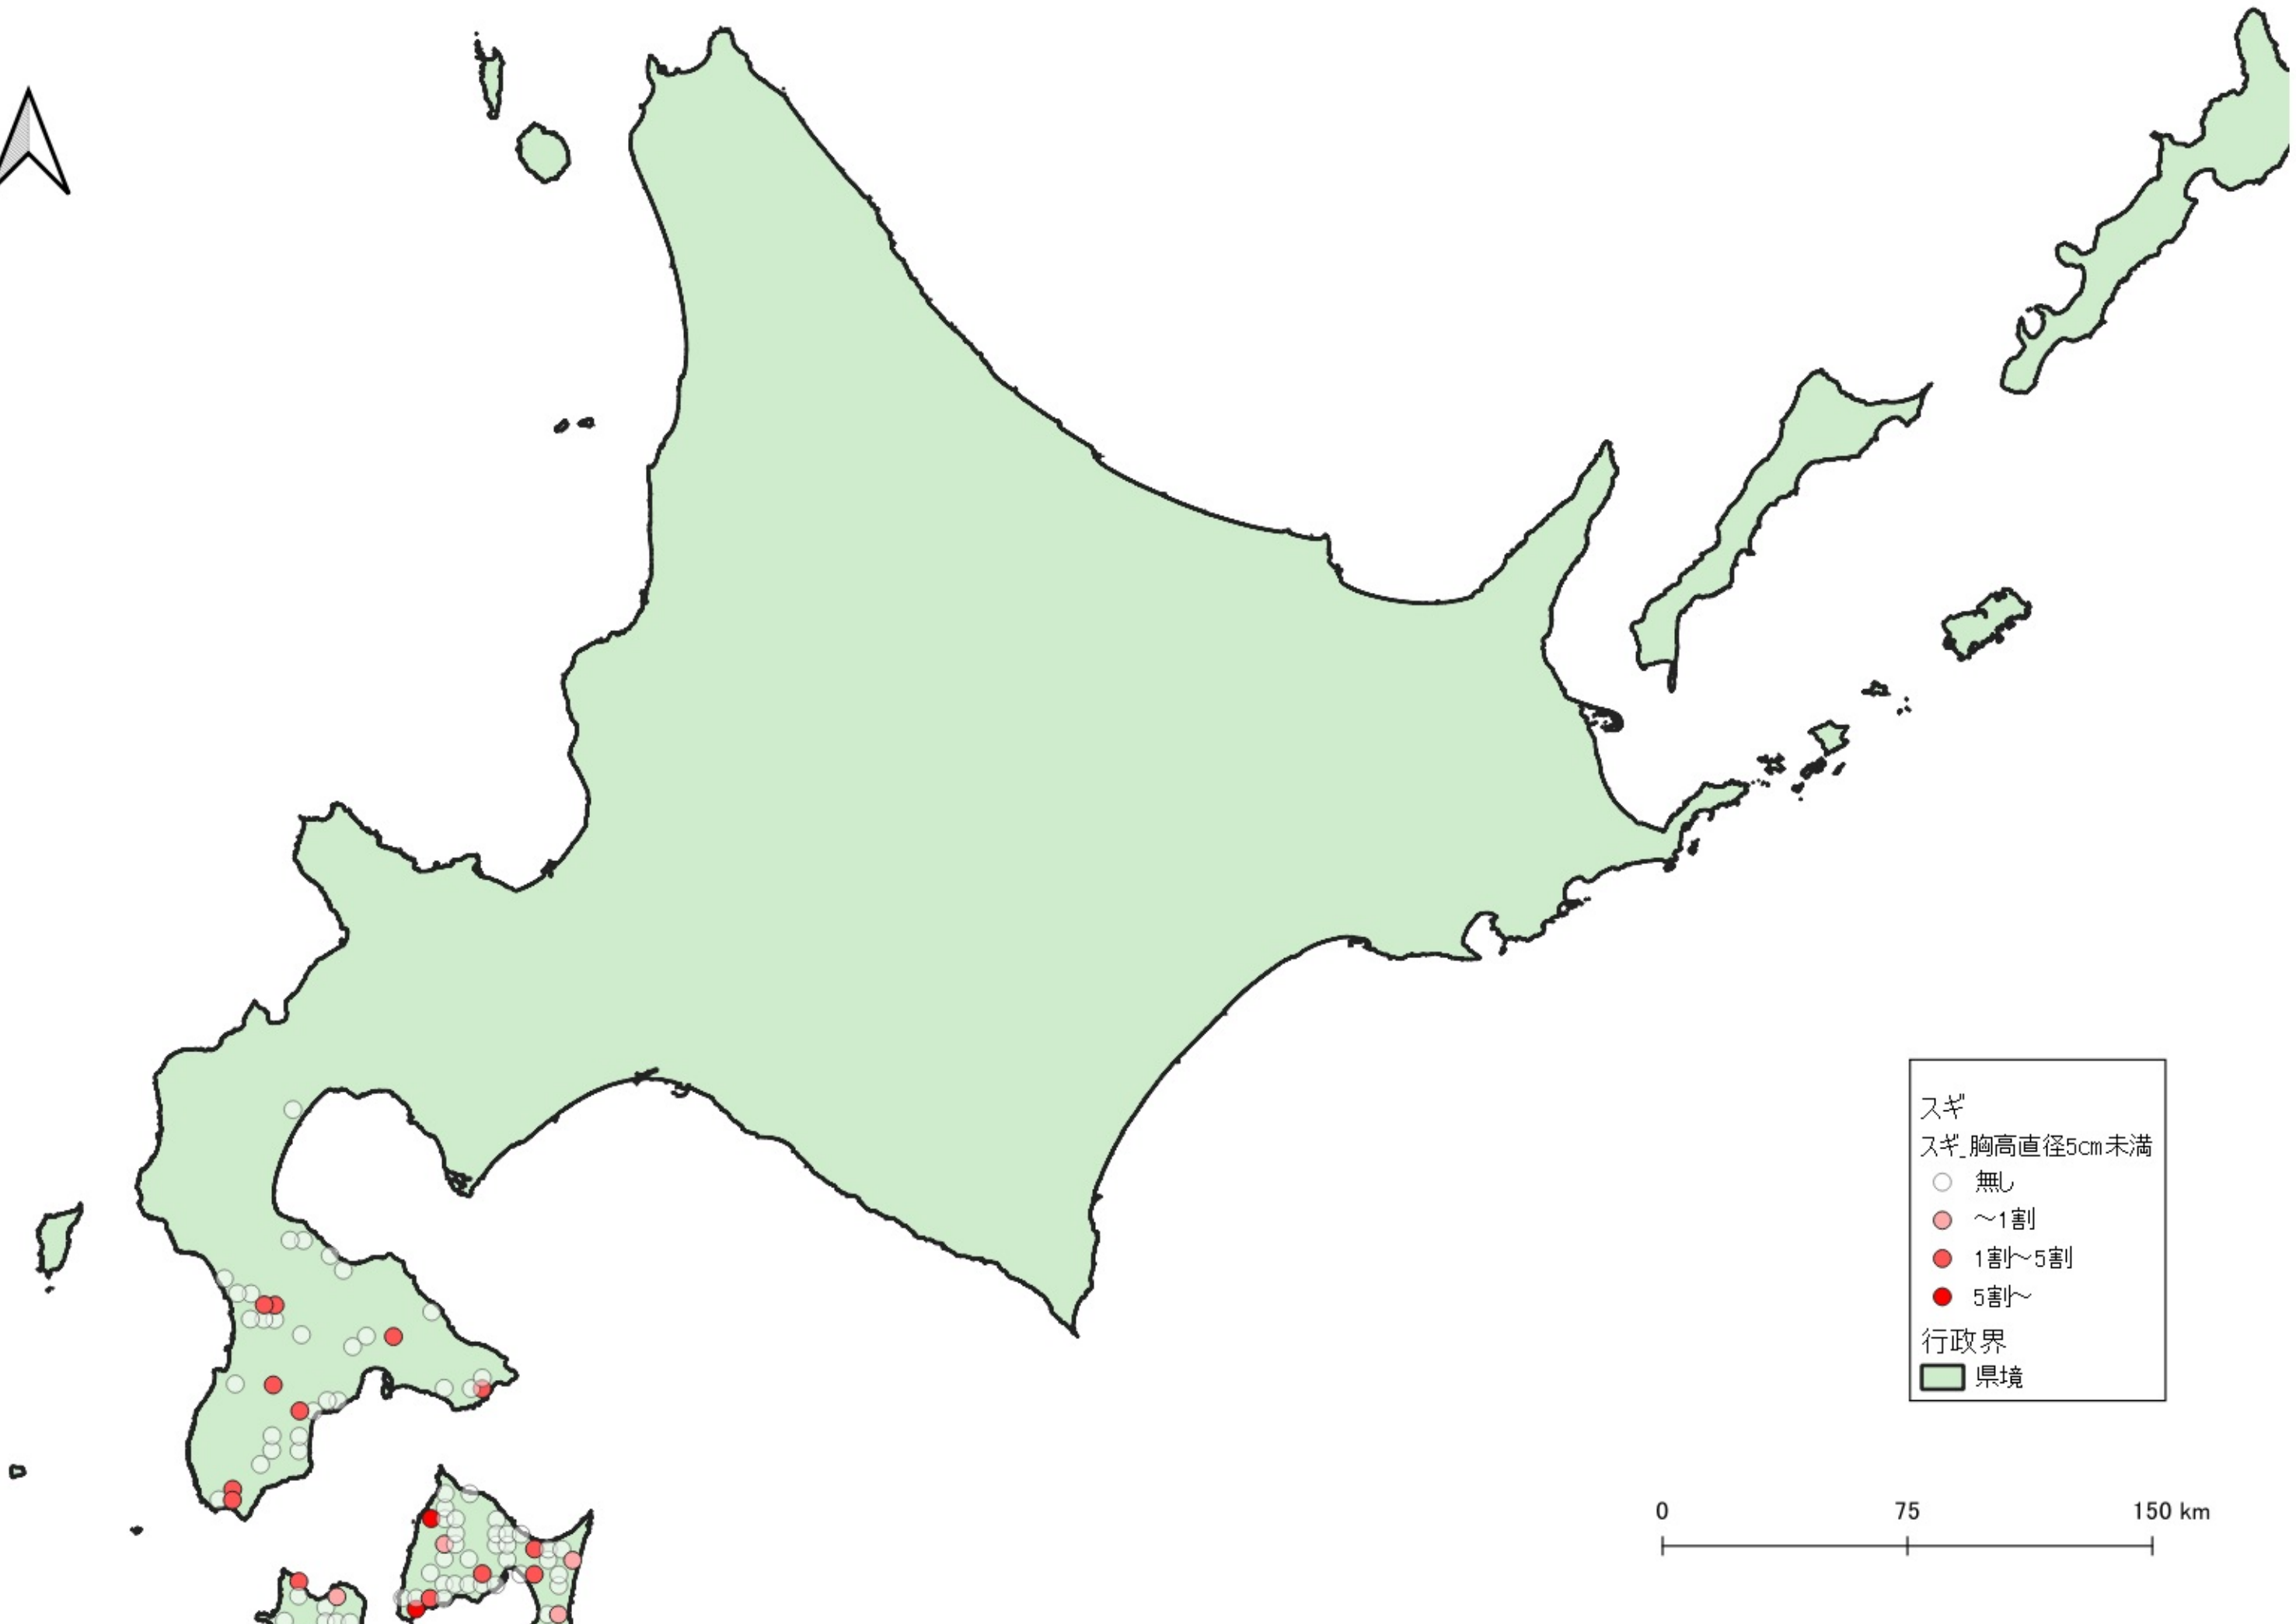 スギ
スギ_胸高直径5cm未満
無し
～1割
1割～5割
5割～
行政界
県境
0 75 150 km